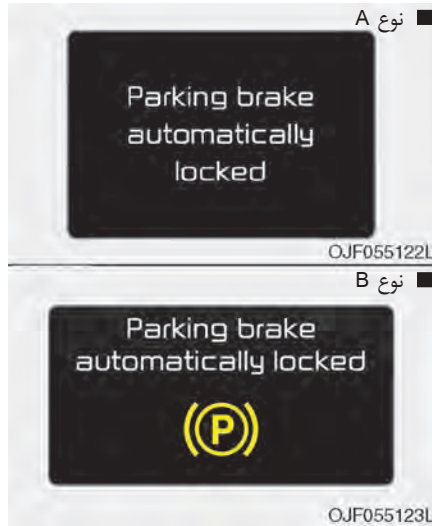 ■ نوع A
Parking brake
automatically
locked
OJF055122L
■ نوع B
Parking brake
automatically locked
(P)
OJF055123L